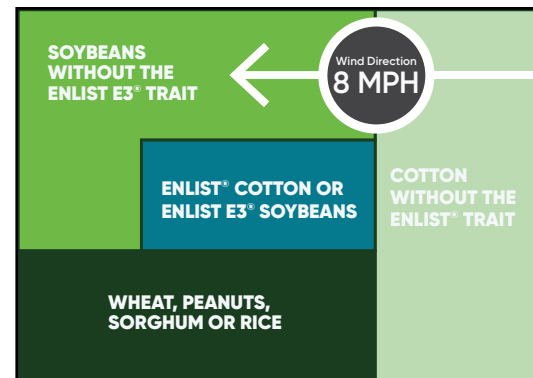 SOYBEANS
WITHOUT THE
ENLIST E3® TRAIT
Wind Direction
8 MPH
ENLIST® COTTON OR
ENLIST E3® SOYBEANS
COTTON
WITHOUT THE
ENLIST® TRAIT
WHEAT, PEANUTS,
SORGHUM OR RICE